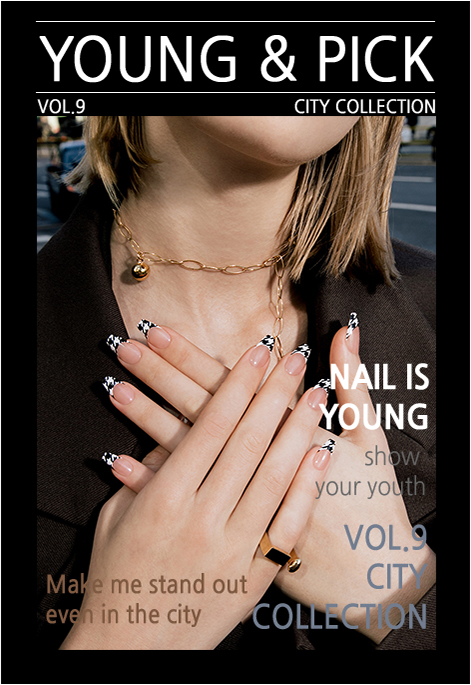 YOUNG & PICK
VOL.9 CITY COLLECTION
NAIL IS
YOUNG
show
your youth
VOL.9
CITY
COLLECTION
Make me stand out
even in the city